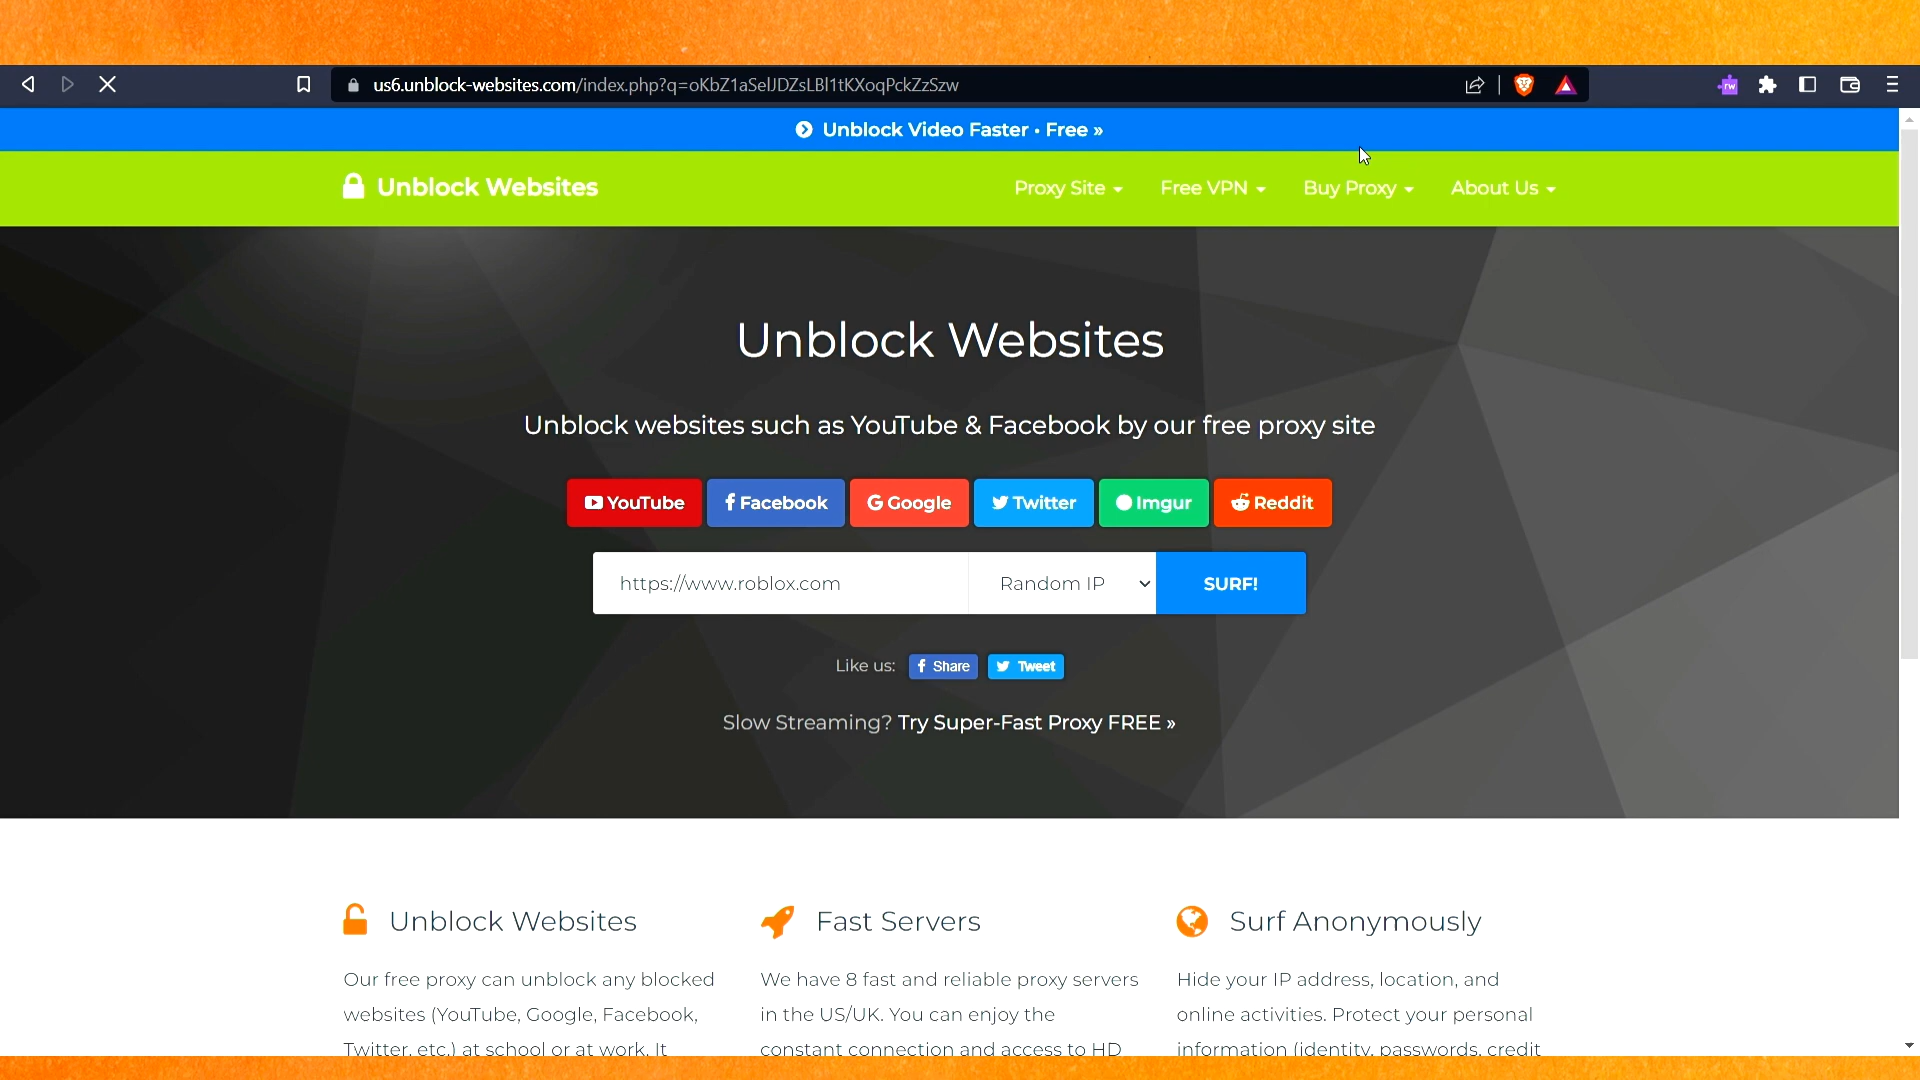 us6.unblock-websites.com/index.php?q=oKbZ1aSelJDZsLBl1tKXoqPckZzSzw
rw
Unblock Video Faster • Free »
Unblock Websites
Proxy Site
Free VPN
Buy Proxy
About Us
Unblock Websites
Unblock websites such as YouTube & Facebook by our free proxy site
YouTube
Facebook
Google
Twitter
Imgur
Reddit
https://www.roblox.com
Random IP
SURF!
Like us:
Share
Tweet
Slow Streaming? Try Super-Fast Proxy FREE »
Unblock Websites
Our free proxy can unblock any blocked
websites (YouTube, Google, Facebook,
Twitter, etc.) at school or at work. It
Fast Servers
We have 8 fast and reliable proxy servers
in the US/UK. You can enjoy the
constant connection and access to HD
Surf Anonymously
Hide your IP address, location, and
online activities. Protect your personal
information (identity, passwords, credit